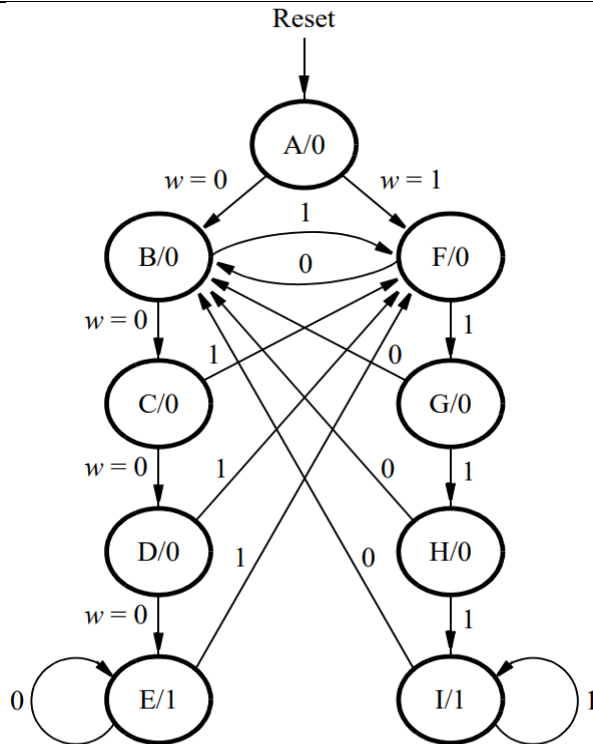 Reset
A/0
w = 0 w = 1
1
B/0 0 F/0
w = 0 1
1 0
C/0 G/0
w = 0 1
1 0
D/0 H/0
w = 0 1 0 1
0 E/1 I/1 1